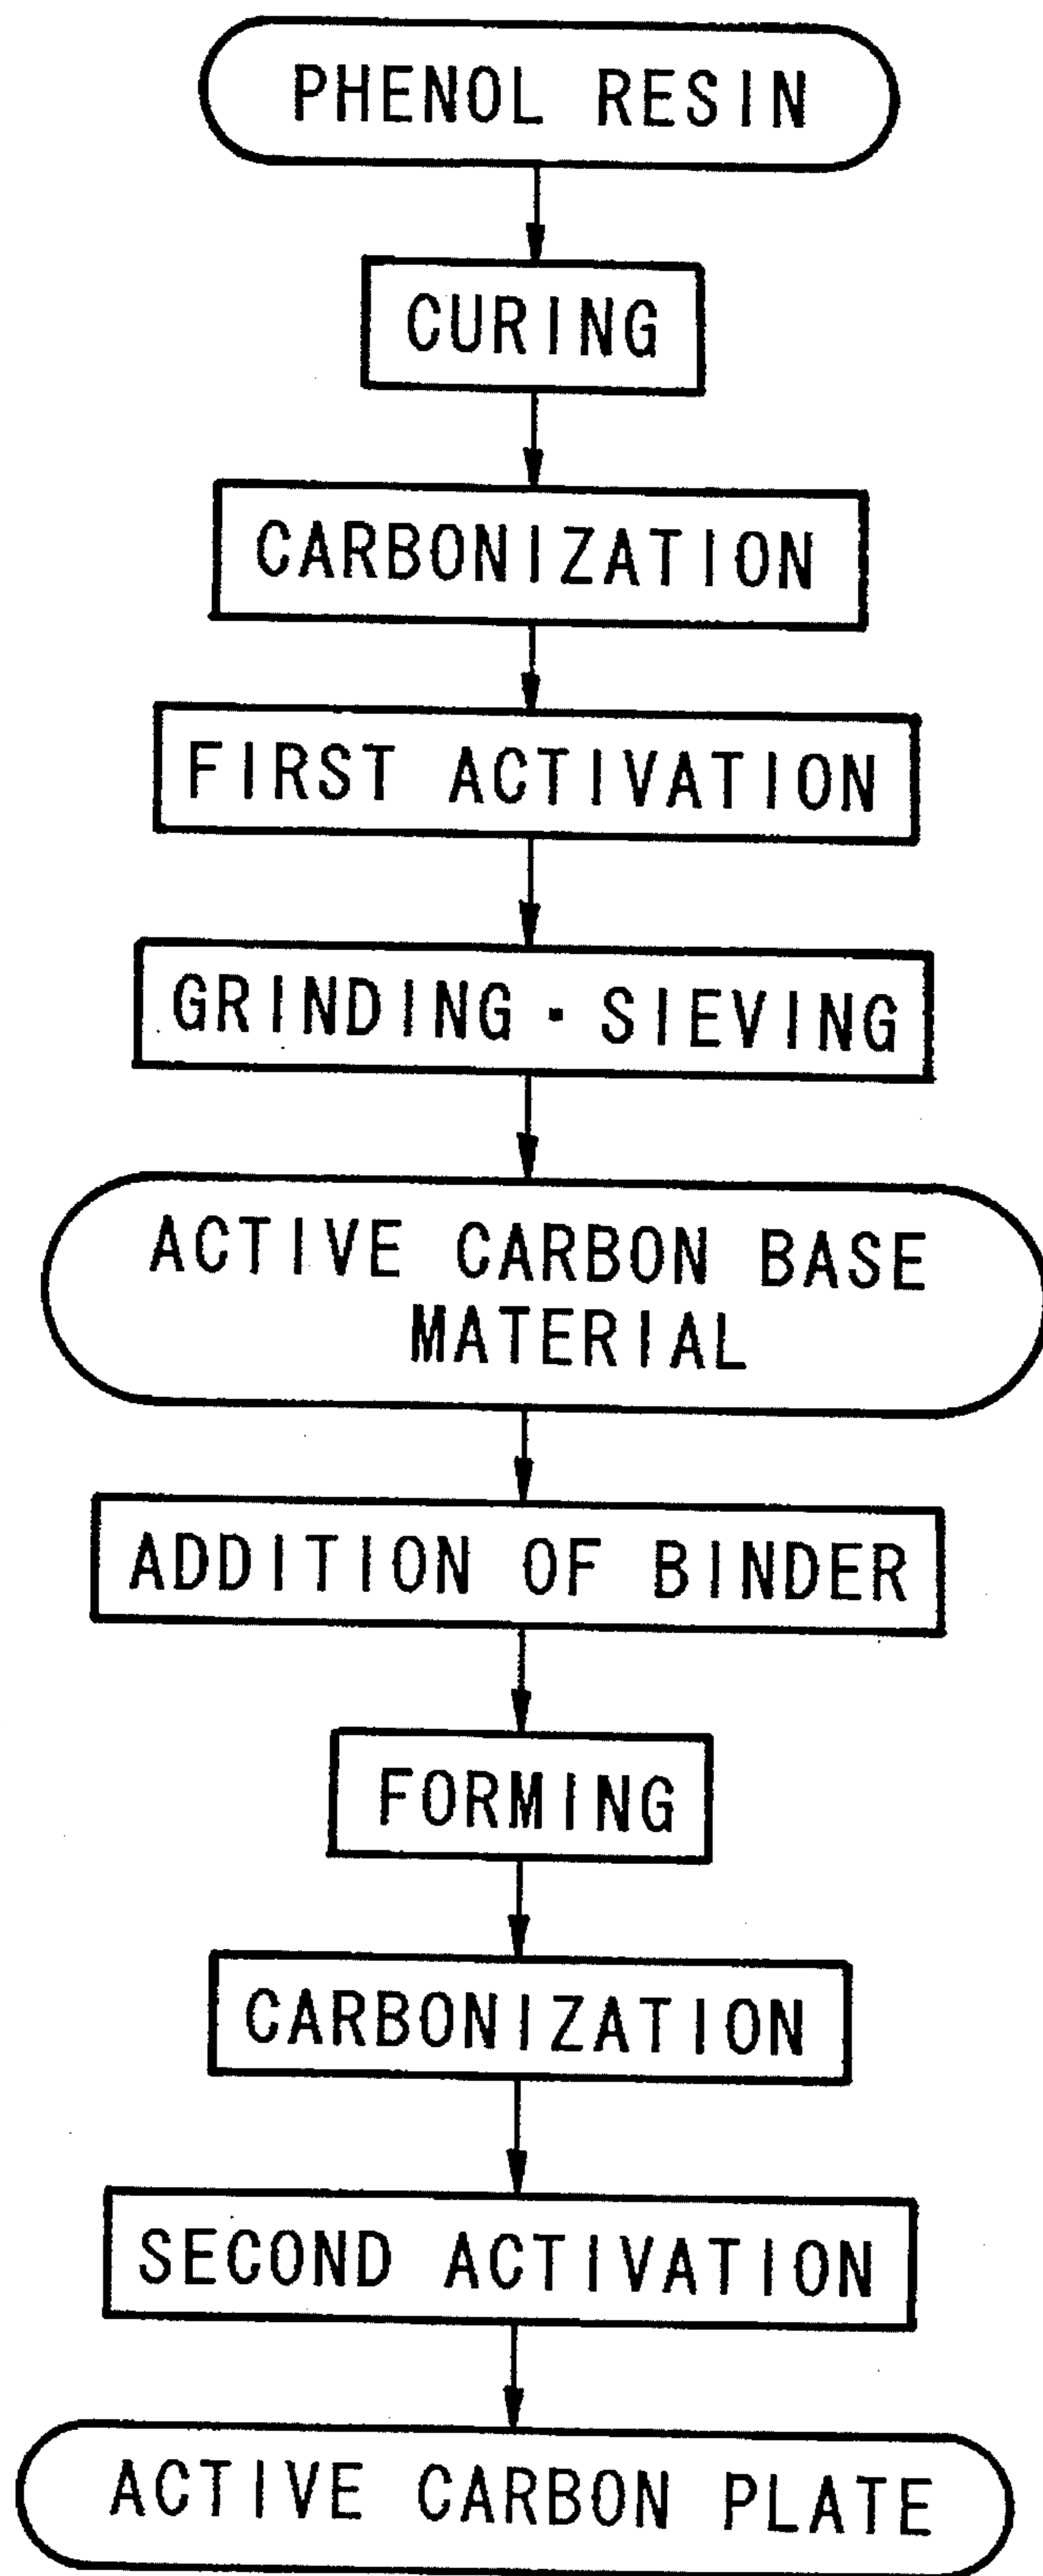 PHENOL RESIN
CURING
CARBONIZATION
FIRST ACTIVATION
GRINDING · SIEVING
ACTIVE CARBON BASE
MATERIAL
ADDITION OF BINDER
FORMING
CARBONIZATION
SECOND ACTIVATION
ACTIVE CARBON PLATE